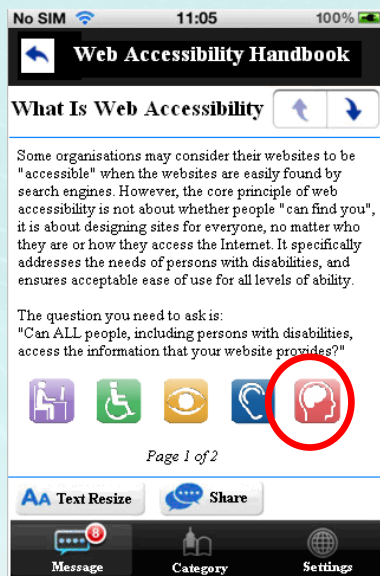 No SIM 11:05 100%
Web Accessibility Handbook
What Is Web Accessibility
Some organisations may consider their websites to be
"accessible" when the websites are easily found by
search engines. However, the core principle of web
accessibility is not about whether people "can find you",
it is about designing sites for everyone, no matter who
they are or how they access the Internet. It specifically
addresses the needs of persons with disabilities, and
ensures acceptable ease of use for all levels of ability.
The question you need to ask is:
"Can ALL people, including persons with disabilities,
access the information that your website provides?"
Page 1 of 2
AA Text Resize Share
8
Message Category Settings